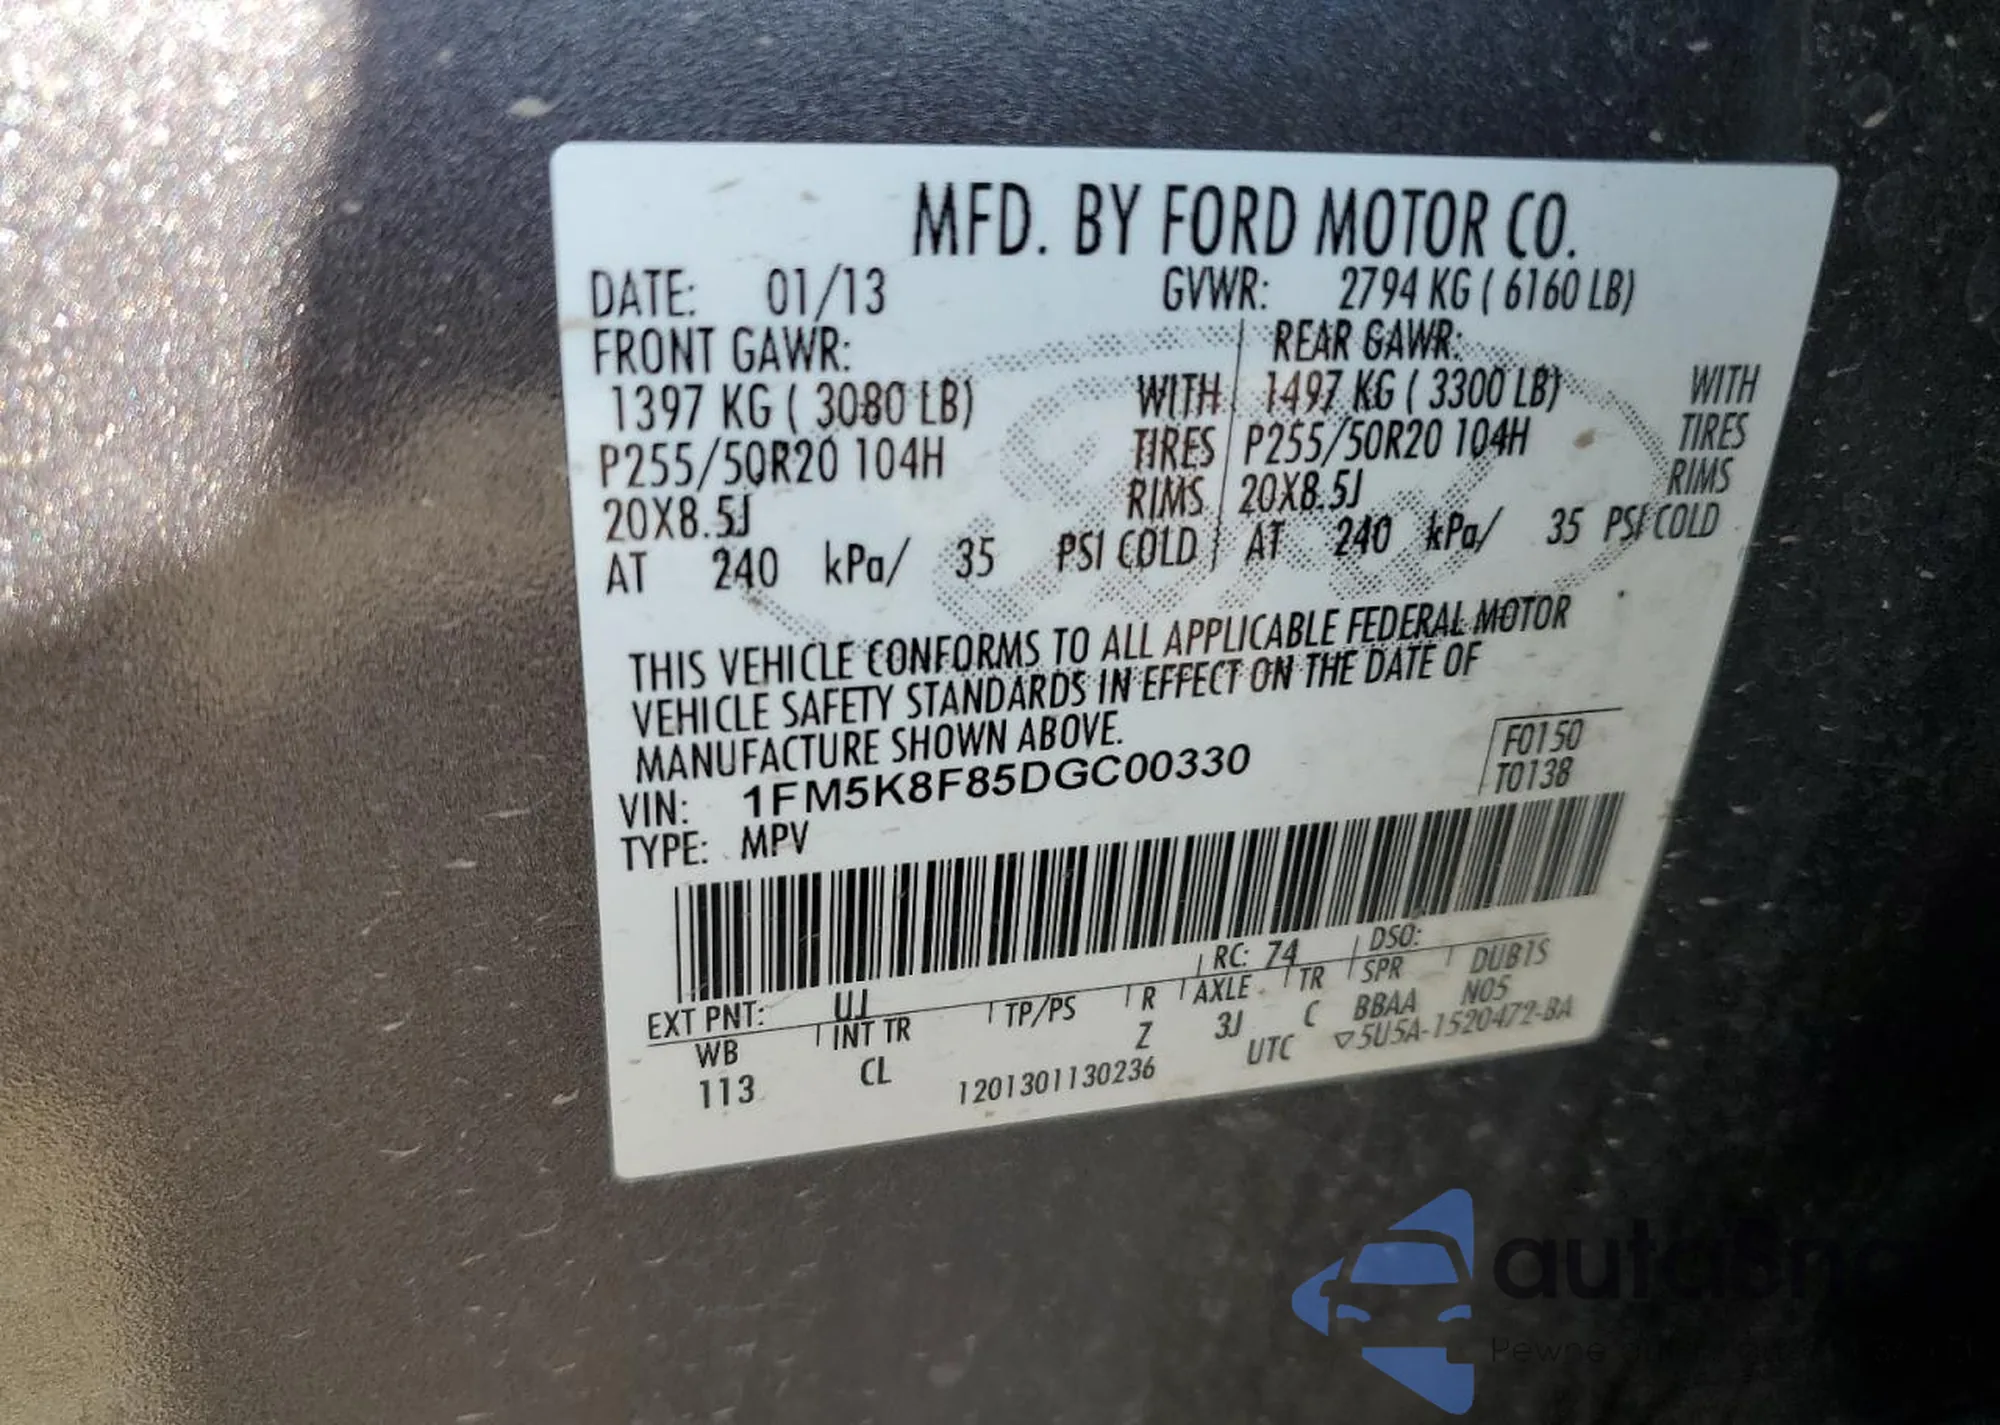 MFD. BY FORD MOTOR CO.
DATE: 01/13 GVWR: 2794 KG ( 6160 LB)
FRONT GAWR: REAR GAWR:
1397 KG ( 3080 LB) WITH 1497 KG ( 3300 LB) WITH
P255/50R20 104H TIRES P255/50R20 104H TIRES
20X8.5J RIMS 20X8.5J RIMS
AT 240 kPa/ 35 PSI COLD AT 240 kPa/ 35 PSI COLD
THIS VEHICLE CONFORMS TO ALL APPLICABLE FEDERAL MOTOR
VEHICLE SAFETY STANDARDS IN EFFECT ON THE DATE OF
MANUFACTURE SHOWN ABOVE.
F0150
VIN: 1FM5K8F85DGC00330
T0138
TYPE: MPV
EXT PNT: UJ RC: 74 DSO:
WB INT TR TP/PS R AXLE TR SPR DUB1S
113 CL Z 3J C BBAA N05
1201301130236 UTC ▽5U5A-1520472-BA
Pewne